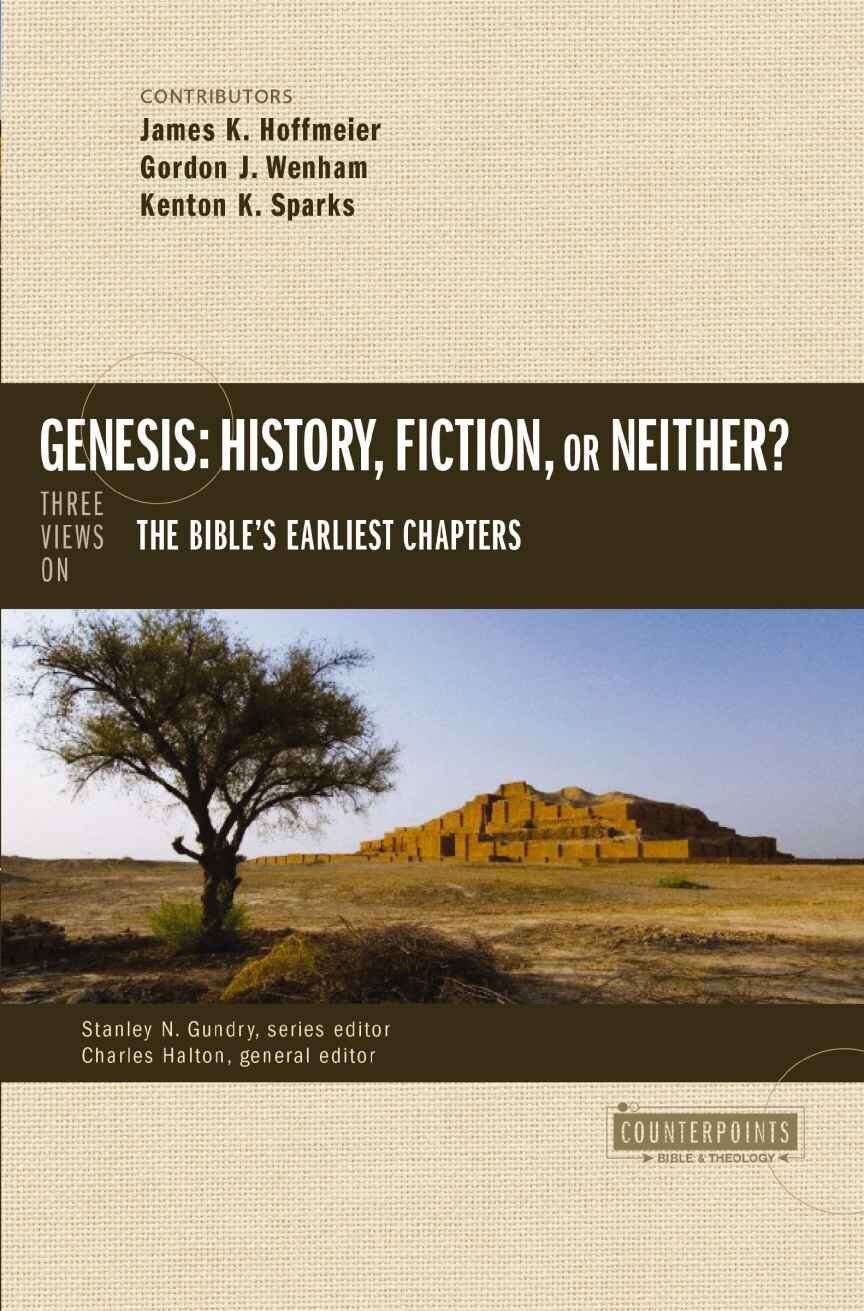 CONTRIBUTORS
James K. Hoffmeier
Gordon J. Wenham
Kenton K. Sparks
GENESIS: HISTORY, FICTION, OR NEITHER?
THREE
VIEWS
ON
THE BIBLE'S EARLIEST CHAPTERS
Stanley N. Gundry, series editor
Charles Halton, general editor
COUNTERPOINTS
BIBLE & THEOLOGY